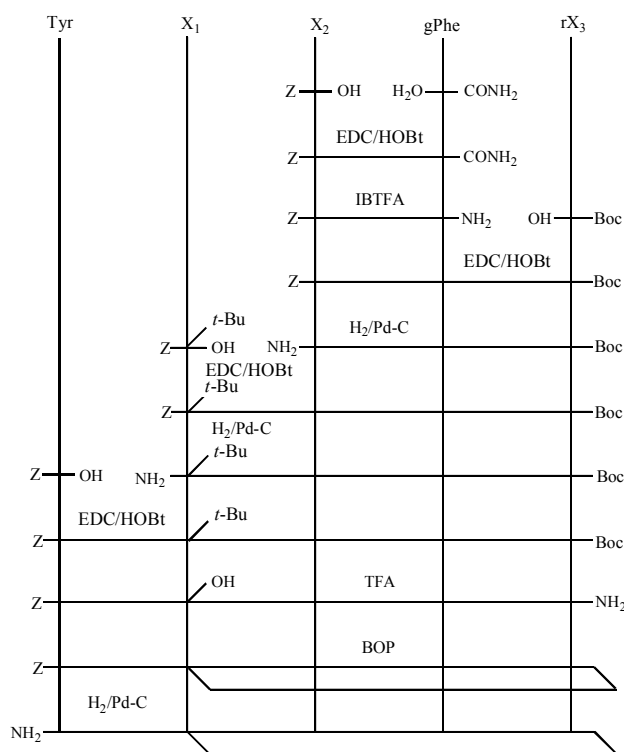 Tyr X₁ X₂ gPhe rX₃
Z OH H₂O CONH₂
EDC/HOBt
Z CONH₂
IBTFA
Z NH₂ OH Boc
EDC/HOBt
Z Boc
t-Bu
H₂/Pd-C
Z OH NH₂ Boc
EDC/HOBt
t-Bu
Z Boc
H₂/Pd-C
t-Bu
Z OH NH₂ Boc
EDC/HOBt
t-Bu
Z Boc
OH TFA
Z NH₂
BOP
Z
H₂/Pd-C
NH₂